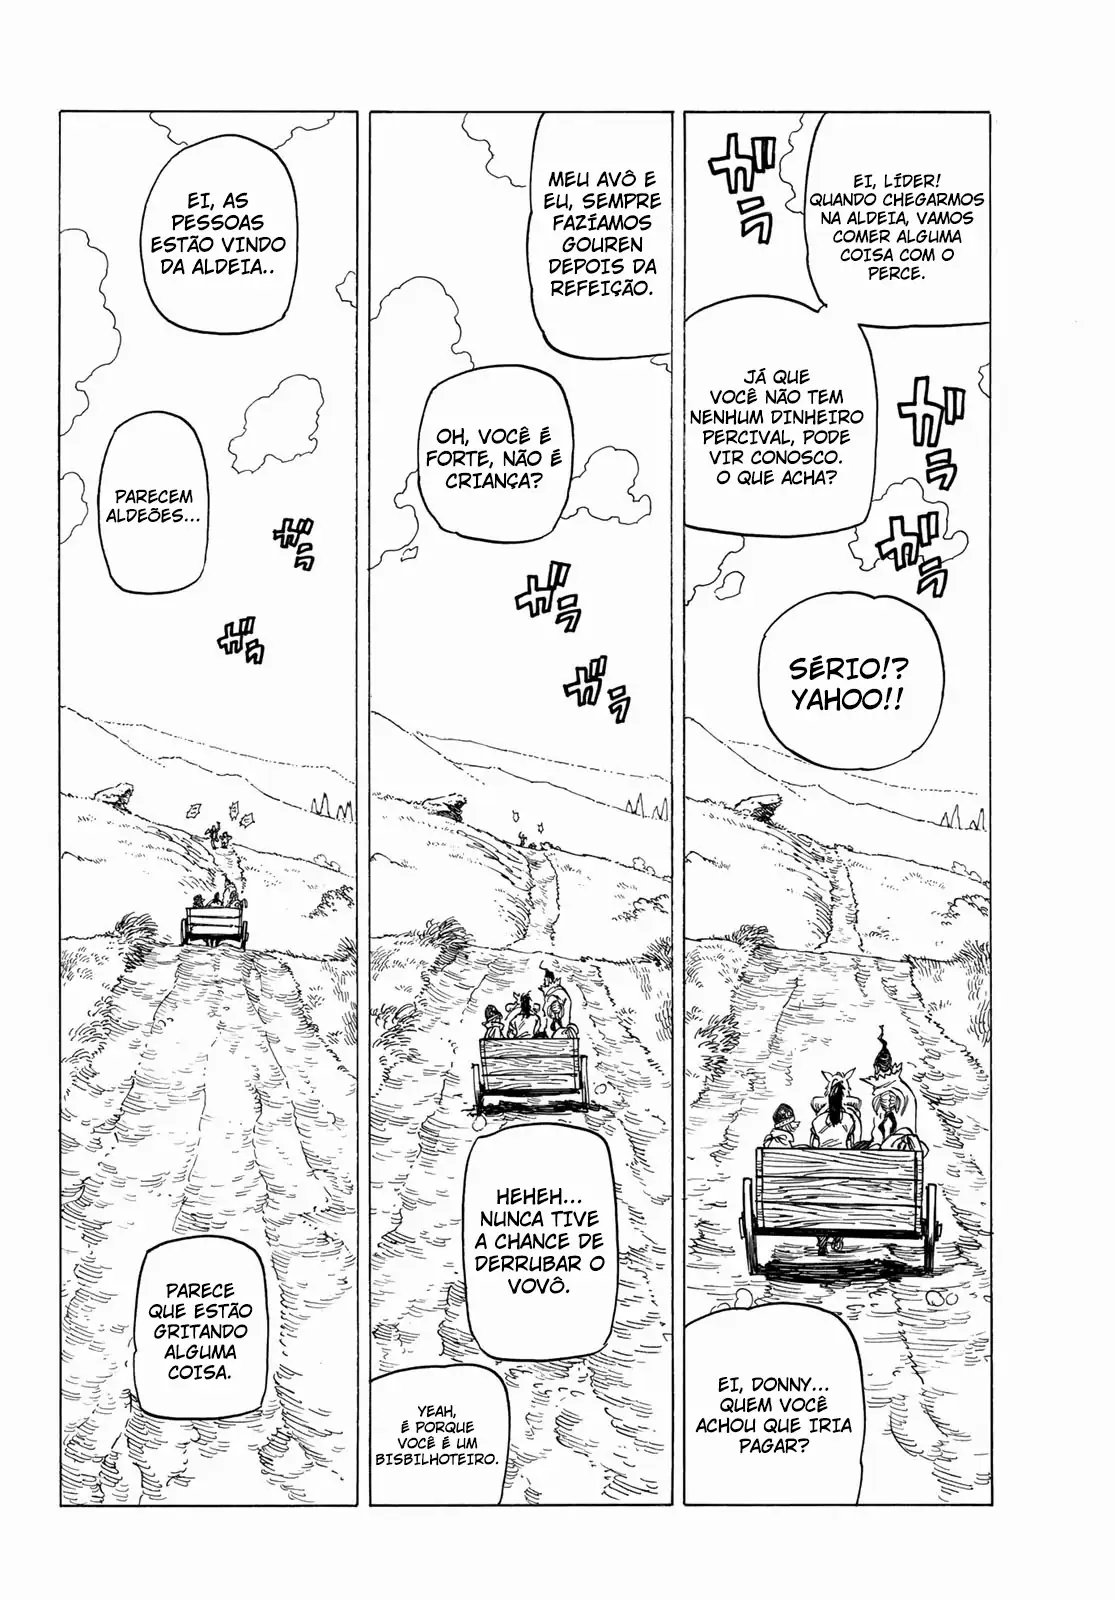 EI, LÍDER!
QUANDO CHEGARMOS
NA ALDEIA, VAMOS
COMER ALGUMA
COISA COM O
PERCE.
ガラ
JÁ QUE
VOCÊ NÃO TEM
NENHUM DINHEIRO
PERCIVAL, PODE
VIR CONOSCO.
O QUE ACHA?
ガラ
ガラ
SÉRIO!?
YAHOO!!
EI, DONNY...
QUEM VOCÊ
ACHOU QUE IRIA
PAGAR?
MEU AVÔ E
EU, SEMPRE
FAZÍAMOS
GOUREN
DEPOIS DA
REFEIÇÃO.
OH, VOCÊ É
FORTE, NÃO É
CRIANÇA?
ガラ
ガラ
HEHEH...
NUNCA TIVE
A CHANCE DE
DERRUBAR O
VOVÔ.
YEAH,
É PORQUE
VOCÊ É UM
BISBILHOTEIRO.
EI, AS
PESSOAS
ESTÃO VINDO
DA ALDEIA..
PARECEM
ALDEÕES...
ガラ
ガラ
PARECE
QUE ESTÃO
GRITANDO
ALGUMA
COISA.